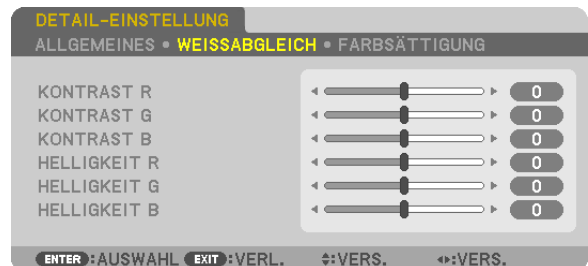 DETAIL-EINSTELLUNG
ALLGEMEINES • WEISSABGLEICH • FARBSÄTTIGUNG
KONTRAST R 0
KONTRAST G 0
KONTRAST B 0
HELLIGKEIT R 0
HELLIGKEIT G 0
HELLIGKEIT B 0
ENTER :AUSWAHL EXIT :VERL. :VERS. :VERS.